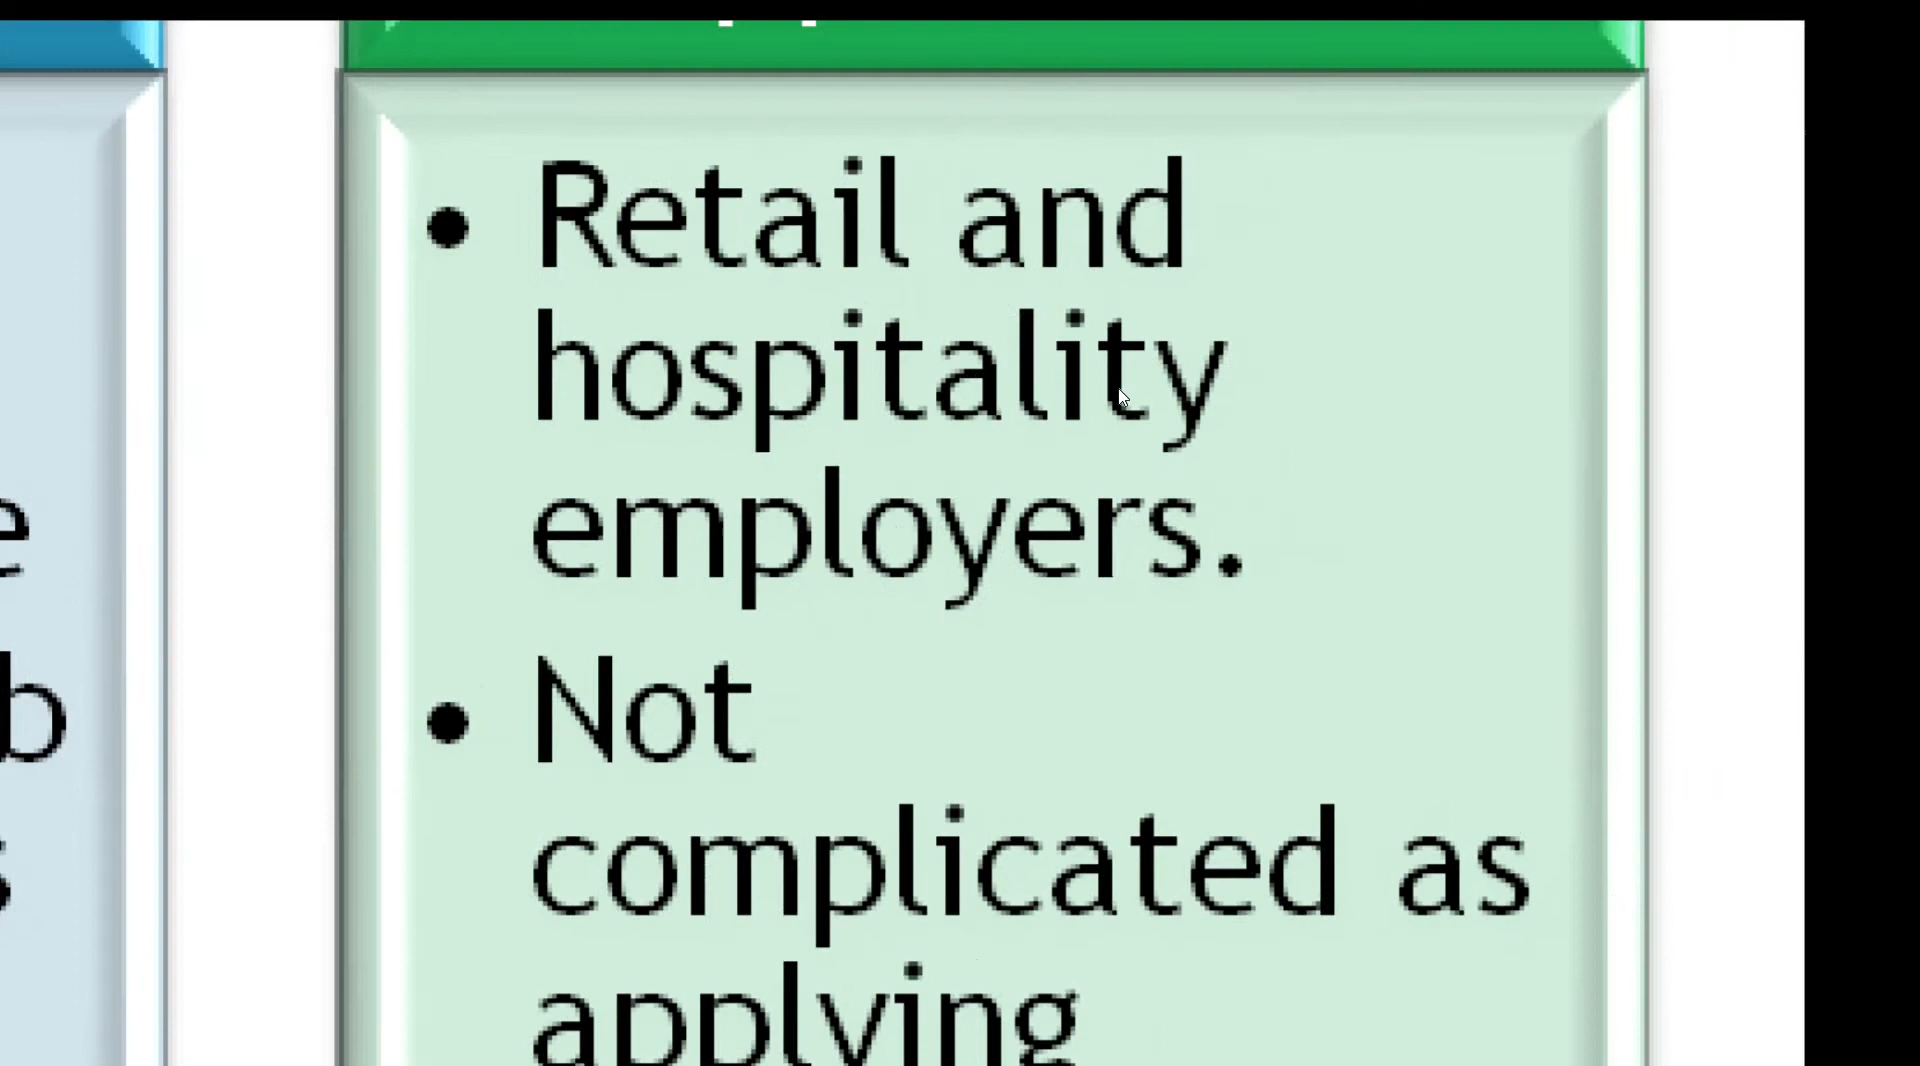 • Retail and
hospitality
employers.
• Not
complicated as
applying